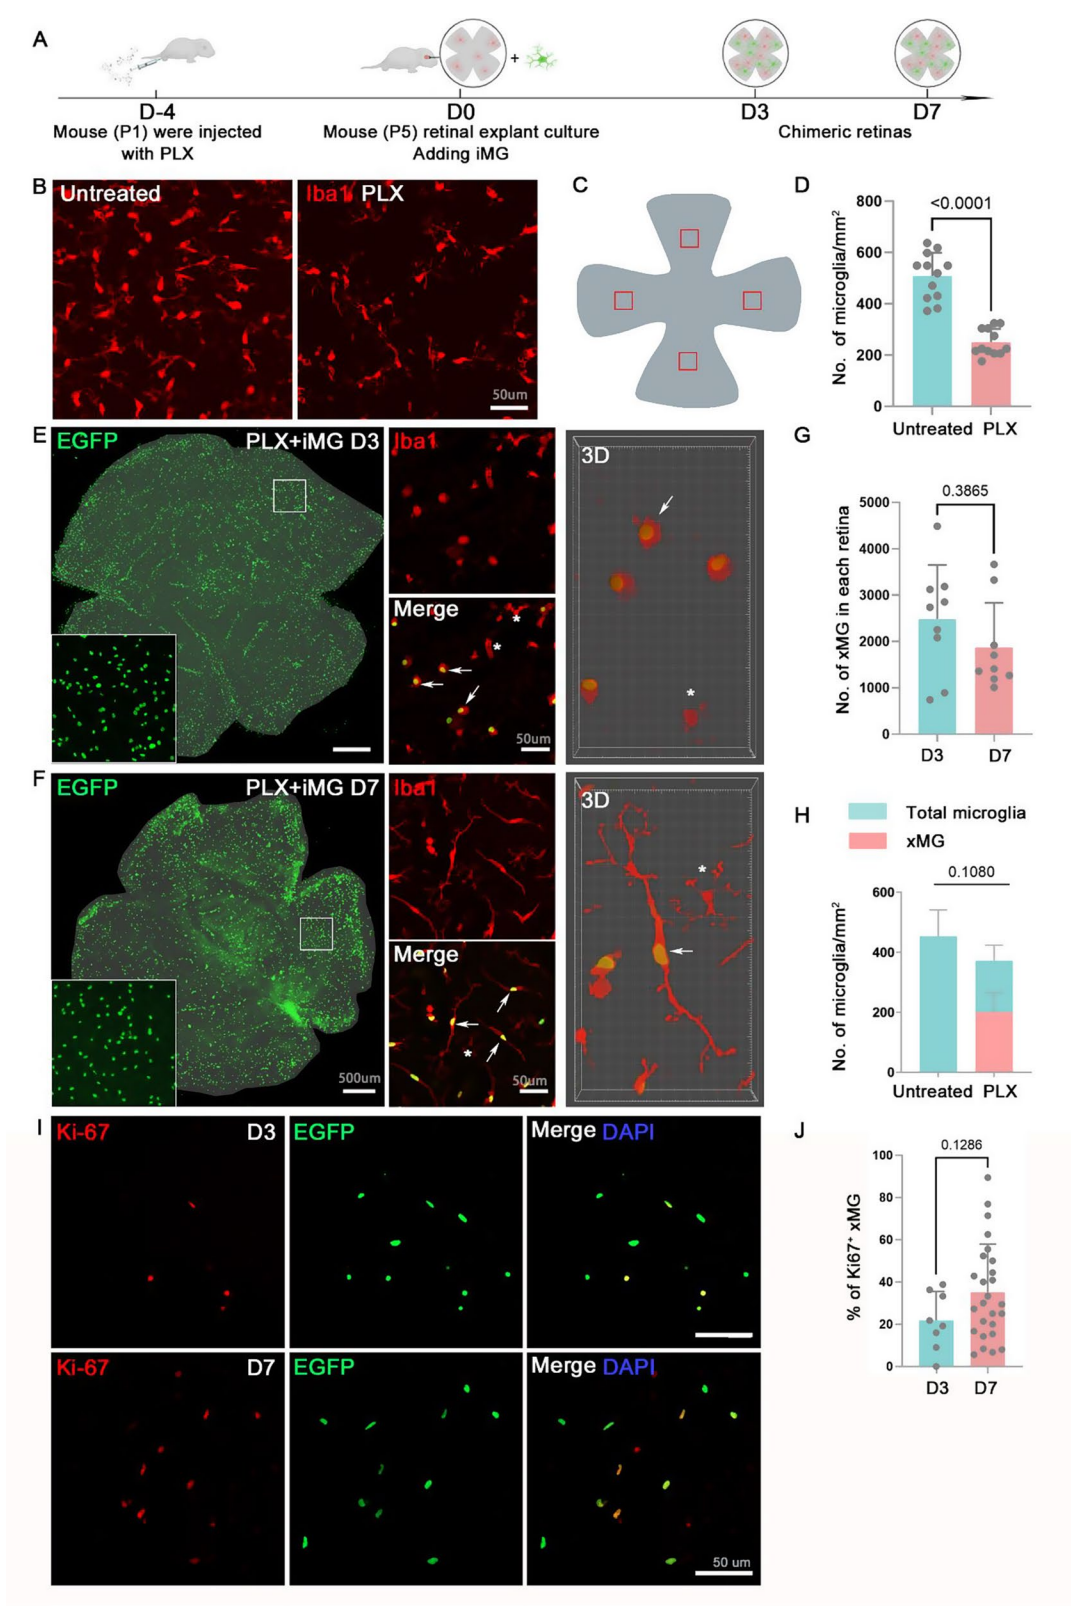 A
D-4
D0
D3
D7
Mouse (P1) were injected
with PLX
Mouse (P5) retinal explant culture
Adding iMG
Chimeric retinas
B
Untreated
Iba1 PLX
50um
C
D
No. of microglia/mm2
800
600
400
200
0
<0.0001
Untreated PLX
E
EGFP
PLX+iMG D3
Iba1
Merge
*
*
50um
3D
*
G
No. of xMG in each retina
5000
4000
3000
2000
1000
0
0.3865
D3 D7
F
EGFP
PLX+iMG D7
500um
Iba1
Merge
*
50um
3D
*
H
Total microglia
xMG
No. of microglia/mm2
600
400
200
0
0.1080
Untreated PLX
I
Ki-67 D3
EGFP
Merge DAPI
Ki-67 D7
EGFP
Merge DAPI
50 um
J
% of Ki67+ xMG
100
80
60
40
20
0
0.1286
D3 D7